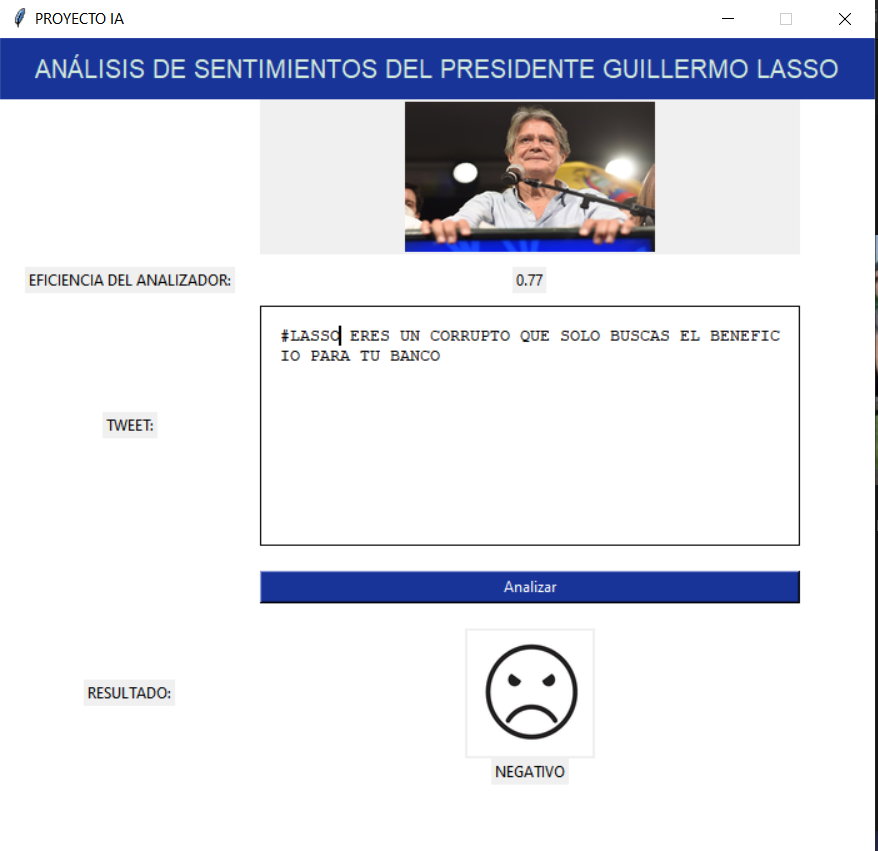 PROYECTO IA
ANÁLISIS DE SENTIMIENTOS DEL PRESIDENTE GUILLERMO LASSO
EFICIENCIA DEL ANALIZADOR:
0.77
#LASSO ERES UN CORRUPTO QUE SOLO BUSCAS EL BENEFIC
IO PARA TU BANCO
TWEET:
Analizar
RESULTADO:
NEGATIVO